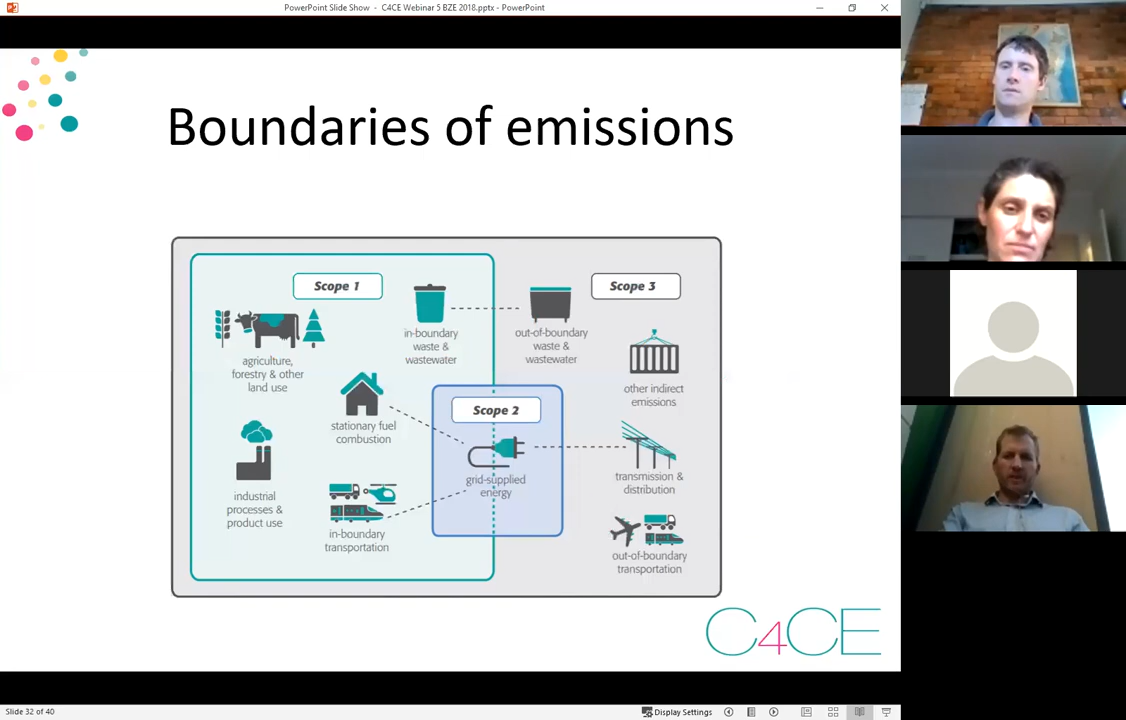 PowerPoint Slide Show - C4CE Webinar 5 BZE 2018.pptx - PowerPoint
Boundaries of emissions
Scope 1
Scope 3
in-boundary
waste &
wastewater
out-of-boundary
waste &
wastewater
agriculture,
forestry & other
land use
other indirect
emissions
stationary fuel
combustion
Scope 2
grid-supplied
energy
transmission &
distribution
industrial
processes &
product use
in-boundary
transportation
out-of-boundary
transportation
C4CE
Slide 32 of 40
Display Settings